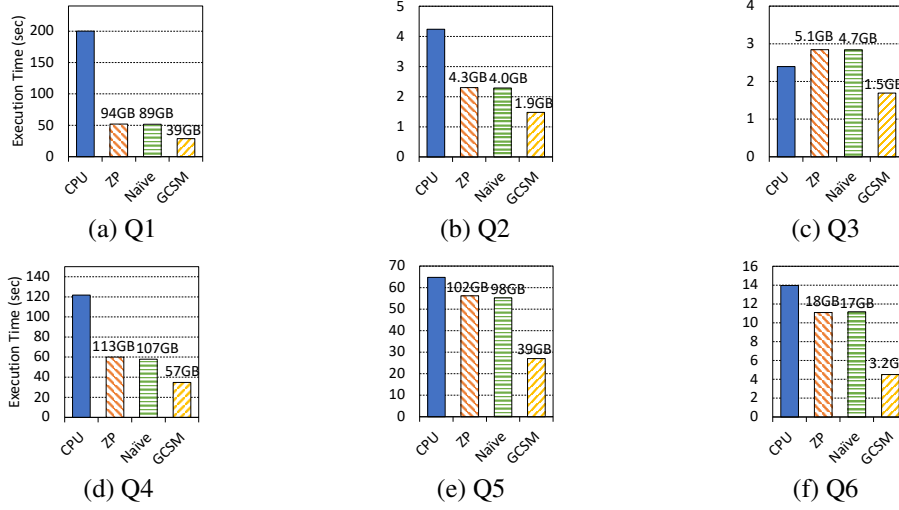 Execution Time (sec)
200
150
100
50
0
94GB 89GB
39GB
CPU
ZP
Naïve
GCSM
(a) Q1
5
4
3
2
1
0
4.3GB 4.0GB
1.9GB
CPU
ZP
Naïve
GCSM
(b) Q2
4
3
2
1
0
5.1GB 4.7GB
1.5GB
CPU
ZP
Naïve
GCSM
(c) Q3
Execution Time (sec)
140
120
100
80
60
40
20
0
113GB 107GB
57GB
CPU
ZP
Naïve
GCSM
(d) Q4
70
60
50
40
30
20
10
0
102GB 98GB
39GB
CPU
ZP
Naïve
GCSM
(e) Q5
16
14
12
10
8
6
4
2
0
18GB 17GB
3.2G
CPU
ZP
Naïve
GCSM
(f) Q6